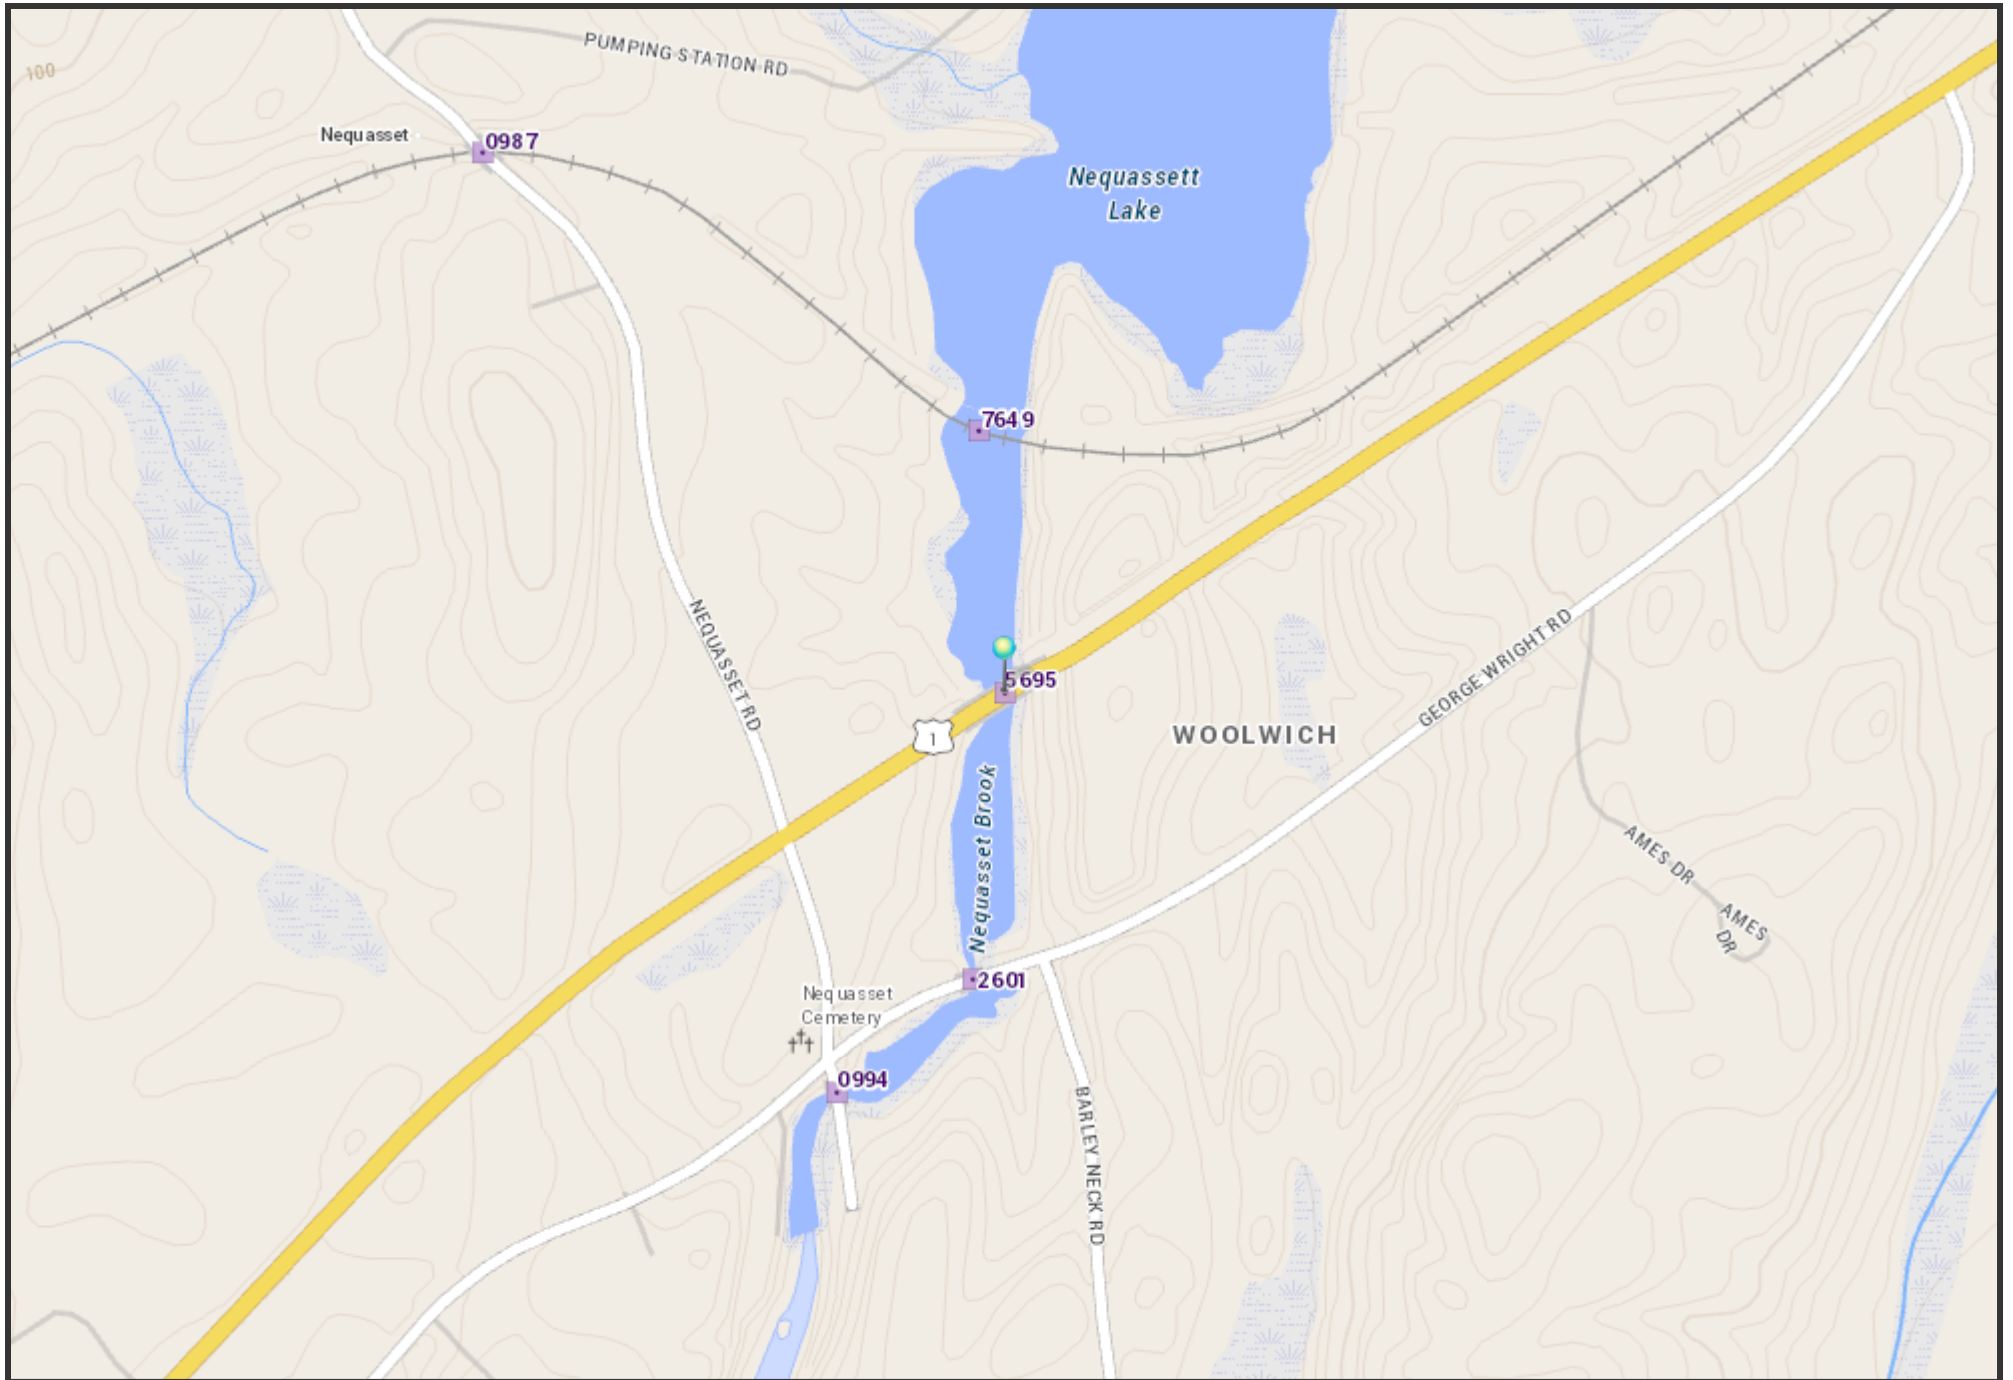 PUMPING STATION RD
100
Nequasset
0987
Nequassett
Lake
7649
NEQUASSET RD
5695
1
WOOLWICH
GEORGE WRIGHT RD
Nequasset Brook
AMES DR
AMES
DR
2601
Nequasset
Cemetery
0994
BARLEY NECK RD